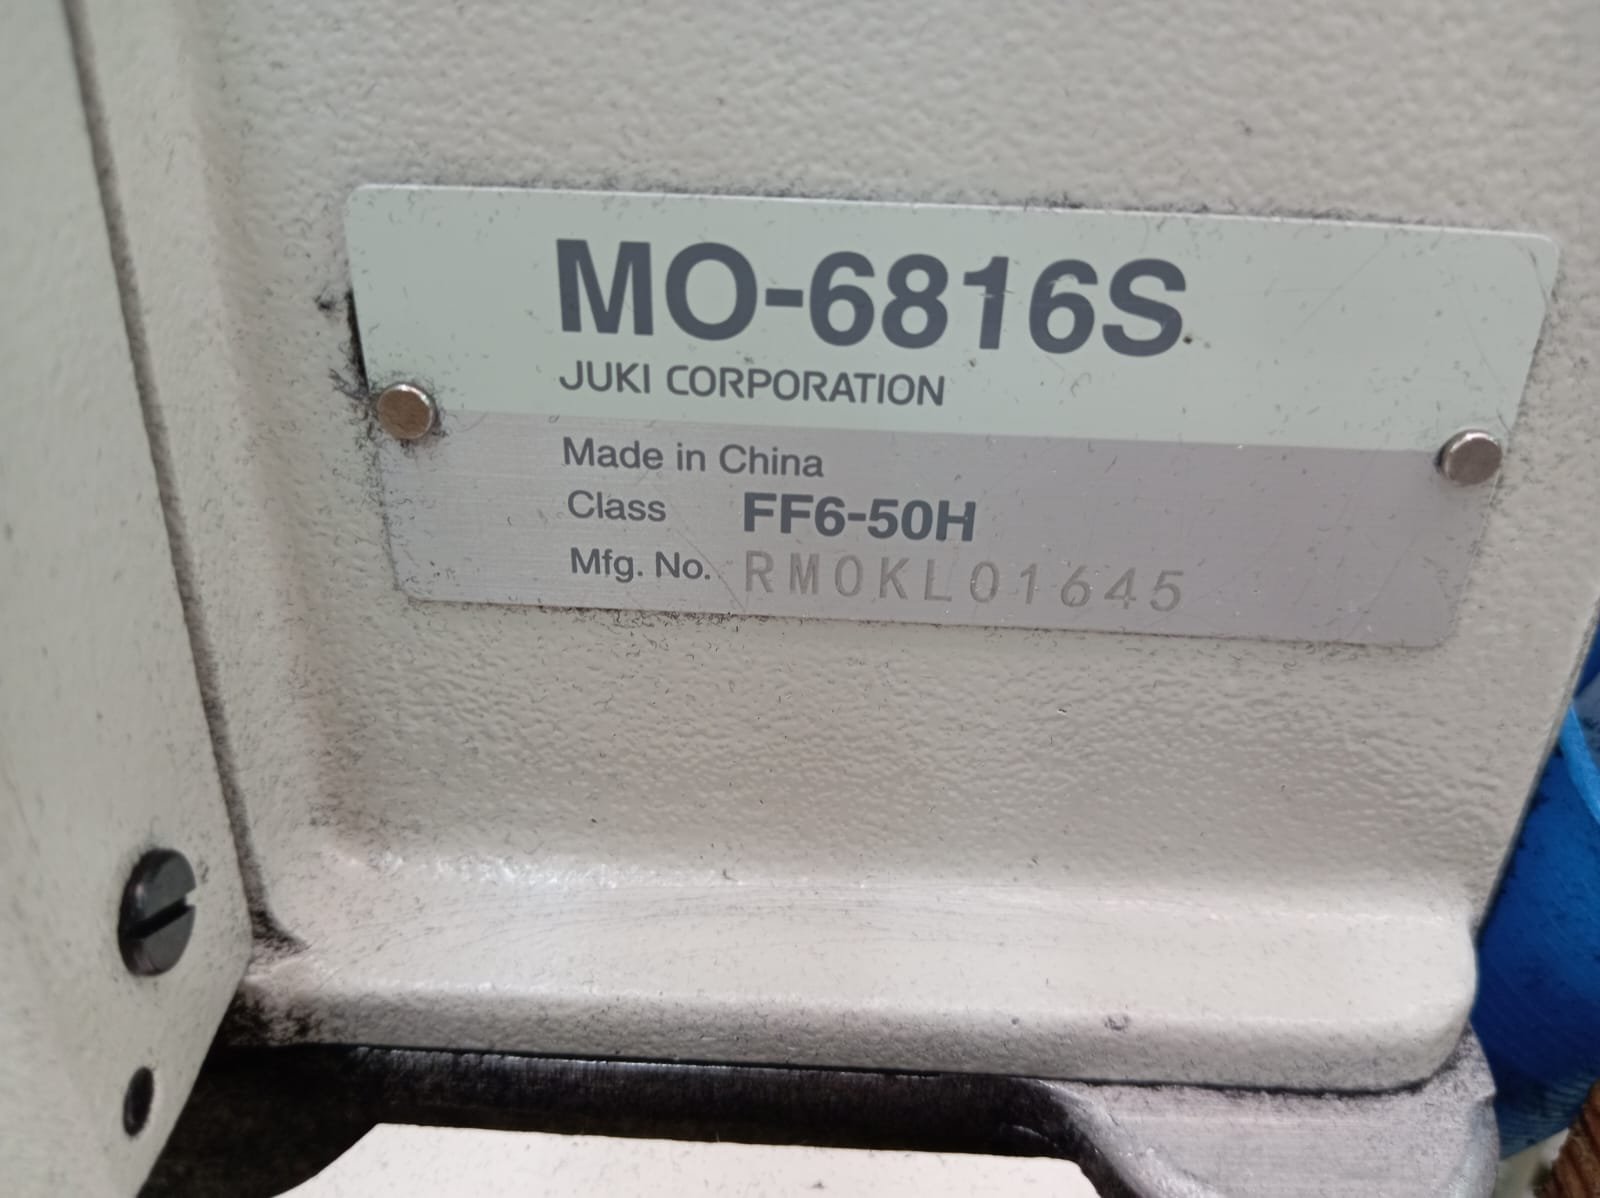 MO-6816S
JUKI CORPORATION
Made in China
Class FF6-50H
Mfg. No. RM0KL01645